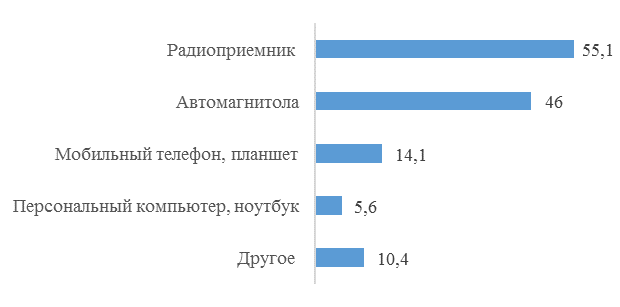 Радиоприемник 55,1
Автомагнитола 46
Мобильный телефон, планшет 14,1
Персональный компьютер, ноутбук 5,6
Другое 10,4